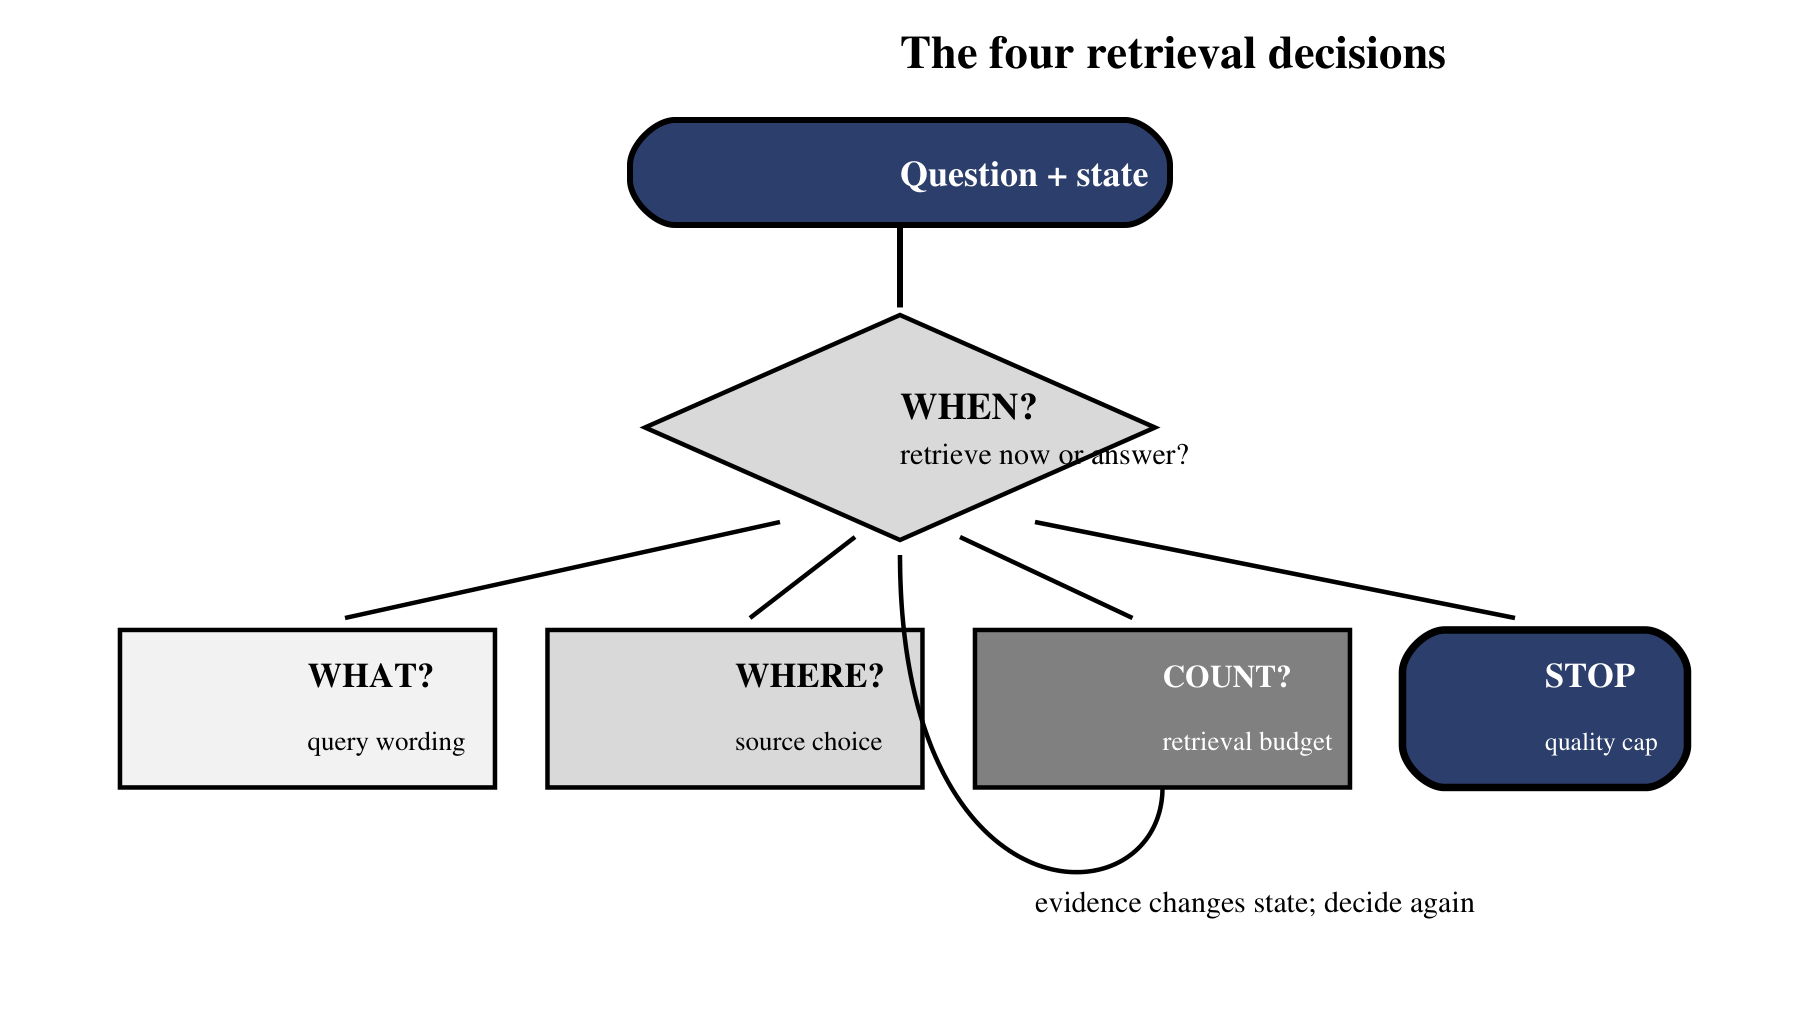 The four retrieval decisions
Question + state
WHEN?
retrieve now or answer?
WHAT?
query wording
WHERE?
source choice
COUNT?
retrieval budget
STOP
quality cap
evidence changes state; decide again